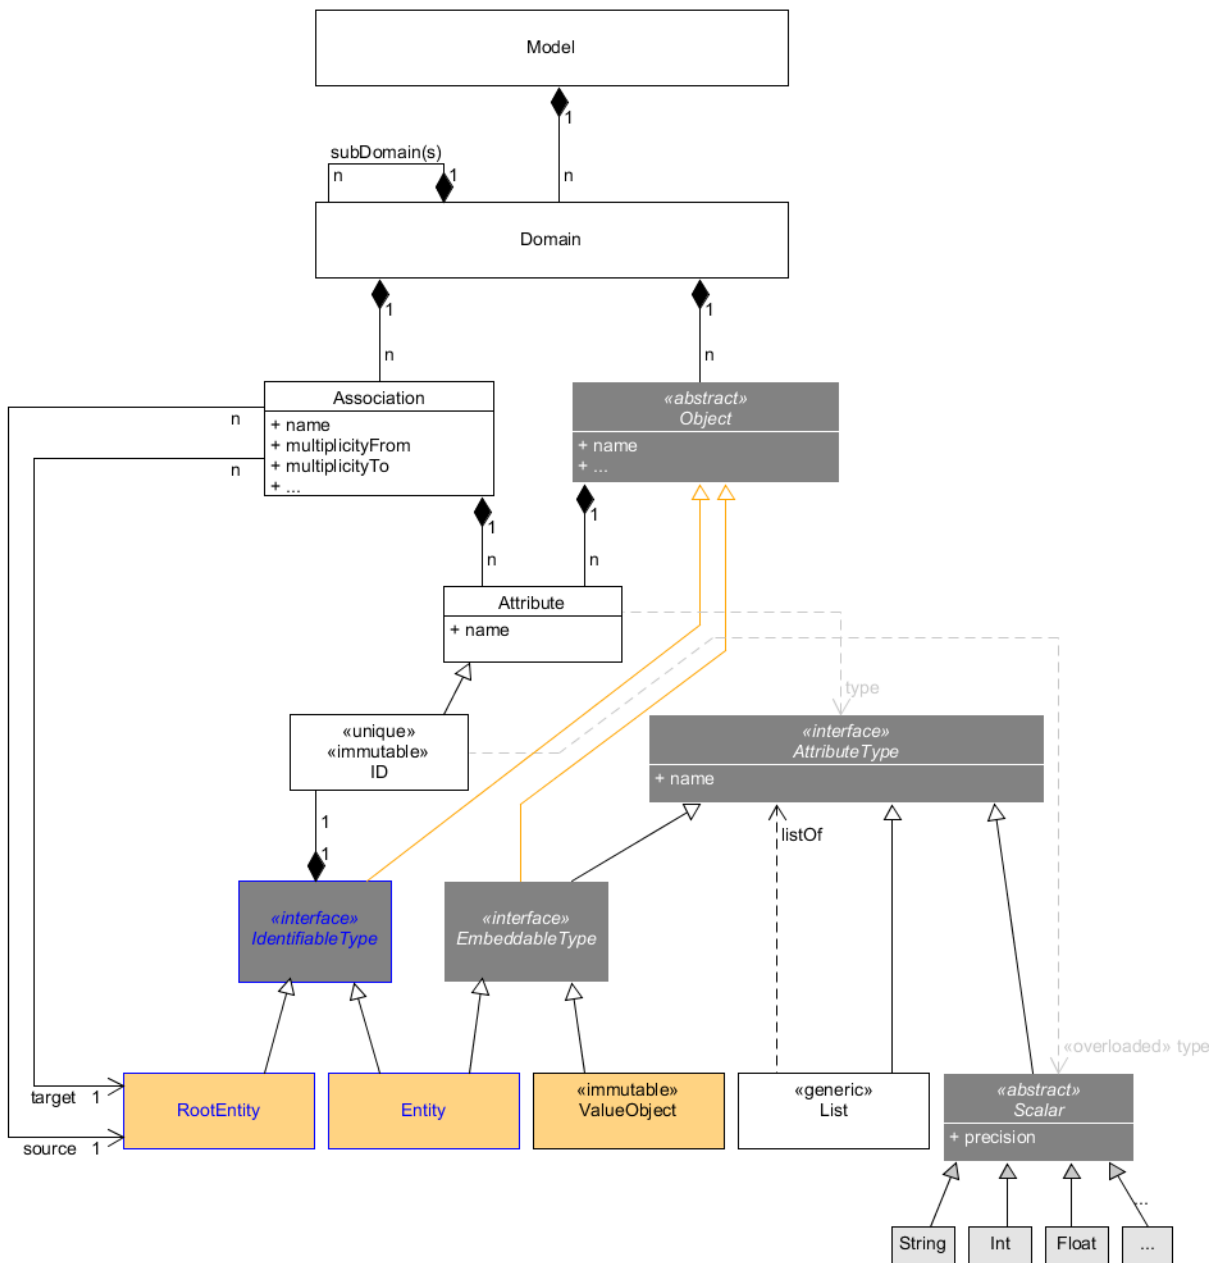 Model
1
subDomain(s)
n
1
n
Domain
1
1
n
n
Association
+ name
+ multiplicityFrom
+ multiplicityTo
+ ...
n
n
«abstract»
Object
+ name
+ ...
1
1
n
n
Attribute
+ name
type
«unique»
«immutable»
ID
«interface»
AttributeType
+ name
1
1
listOf
«interface»
IdentifiableType
«interface»
EmbeddableType
«overloaded» type
target 1
source 1
RootEntity
Entity
«immutable»
ValueObject
«generic»
List
«abstract»
Scalar
+ precision
...
String
Int
Float
...